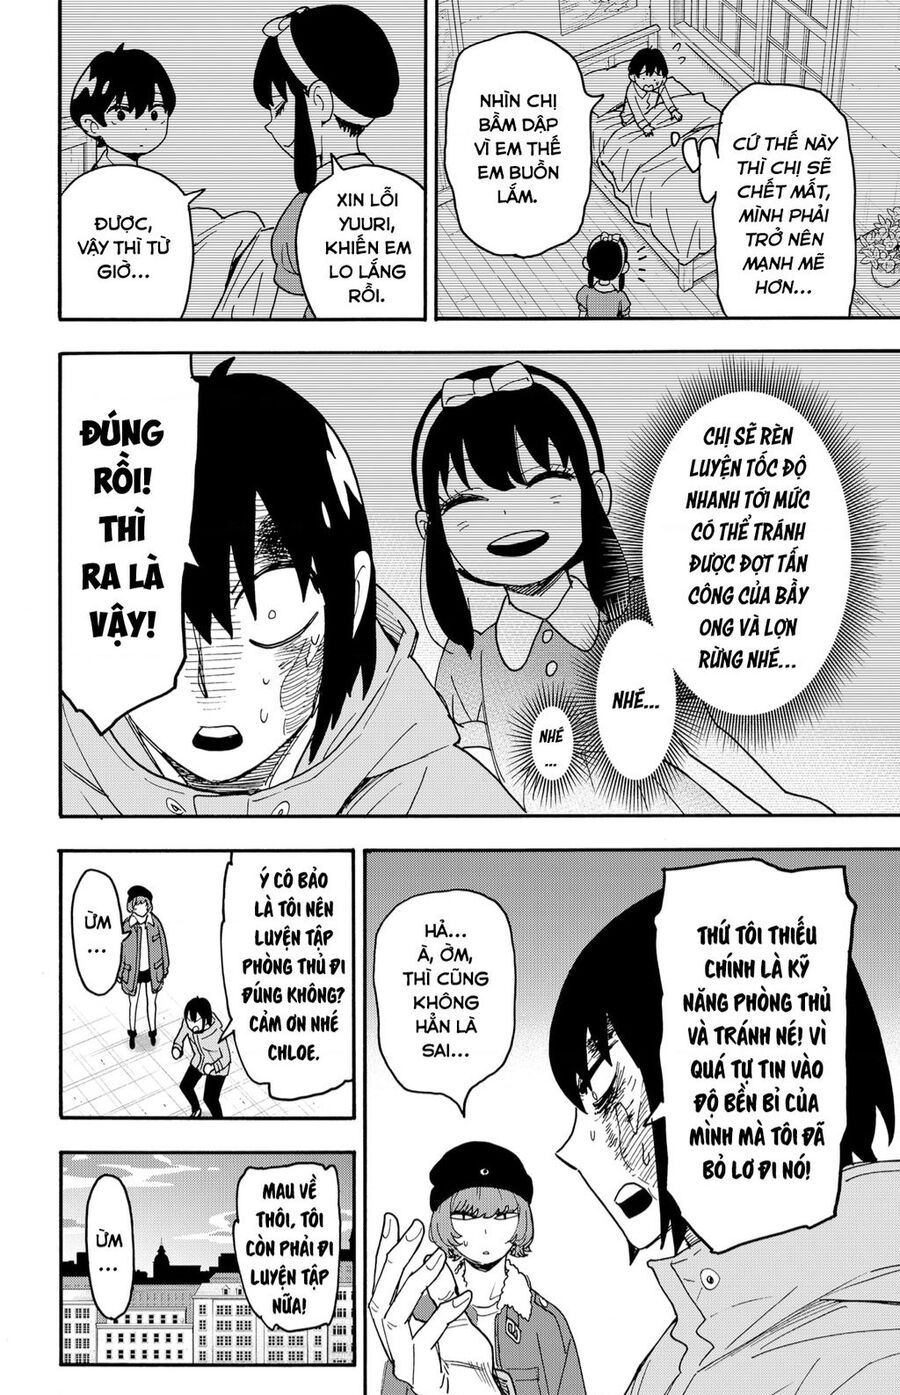 CỨ THẾ NÀY
THÌ CHỊ SẼ
CHẾT MẤT,
MÌNH PHẢI
TRỞ NÊN
MẠNH MẼ
HƠN...
NHÌN CHỊ
BẦM DẬP
VÌ EM THẾ
EM BUỒN
LẮM.
XIN LỖI
YUURI,
KHIẾN EM
LO LẮNG
RỒI.
ĐƯỢC,
VẬY THÌ TỪ
GIỜ...
CHỊ SẼ RÈN
LUYỆN TỐC ĐỘ
NHANH TỚI MỨC
CÓ THỂ TRÁNH
ĐƯỢC ĐỢT TẤN
CÔNG CỦA BẦY
ONG VÀ LỢN
RỪNG NHÉ...
NHÉ...
NHÉ
...
ĐÚNG
RỒI!
THÌ
RA LÀ
VẬY!
THỨ TÔI THIẾU
CHÍNH LÀ KỸ
NĂNG PHÒNG THỦ
VÀ TRÁNH NÉ! VÌ
QUÁ TỰ TIN VÀO
ĐỘ BỀN BỈ CỦA
MÌNH MÀ TÔI ĐÃ
BỎ LƠ ĐI NÓ!
HẢ...
À, ỜM,
THÌ CŨNG
KHÔNG
HẲN LÀ
SAI...
Ý CÔ BẢO
LÀ TÔI NÊN
LUYỆN TẬP
PHÒNG THỦ ĐI
ĐÚNG KHÔNG?
CẢM ƠN NHÉ
CHLOE.
ỪM
...
MAU VỀ
THÔI, TÔI
CÒN PHẢI ĐI
LUYỆN TẬP
NỮA!
ỪM
...